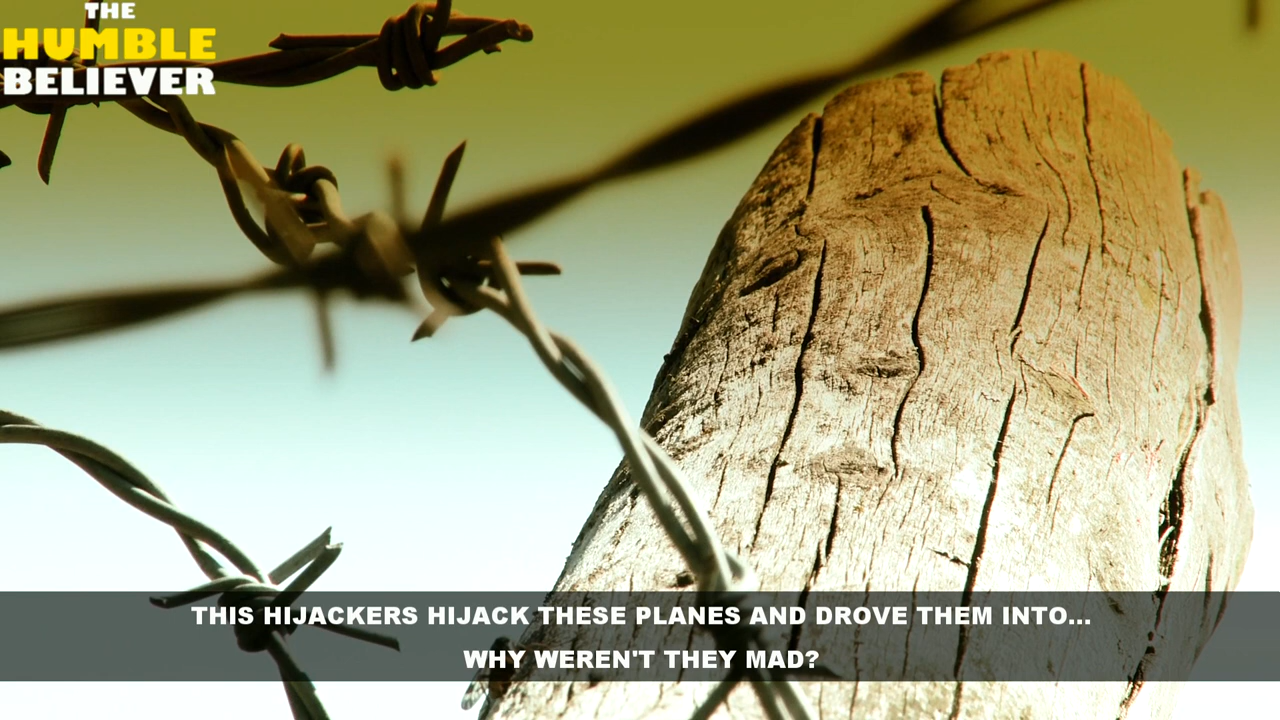 THE
HUMBLE
BELIEVER
THIS HIJACKERS HIJACK THESE PLANES AND DROVE THEM INTO...
WHY WEREN'T THEY MAD?